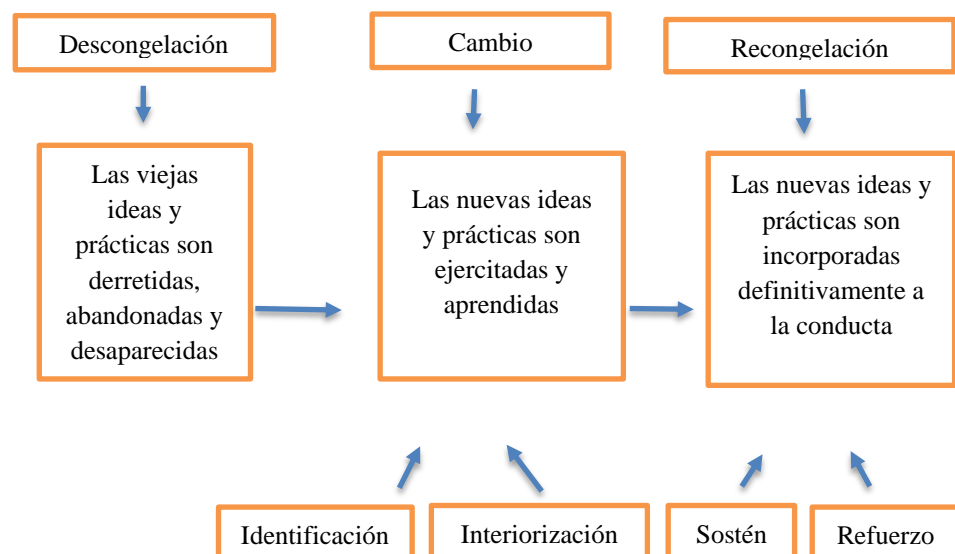 Descongelación
Cambio
Recongelación
Las viejas
ideas y
prácticas son
derretidas,
abandonadas y
desaparecidas
Las nuevas ideas
y prácticas son
ejercitadas y
aprendidas
Las nuevas ideas y
prácticas son
incorporadas
definitivamente a
la conducta
Identificación
Interiorización
Sostén
Refuerzo